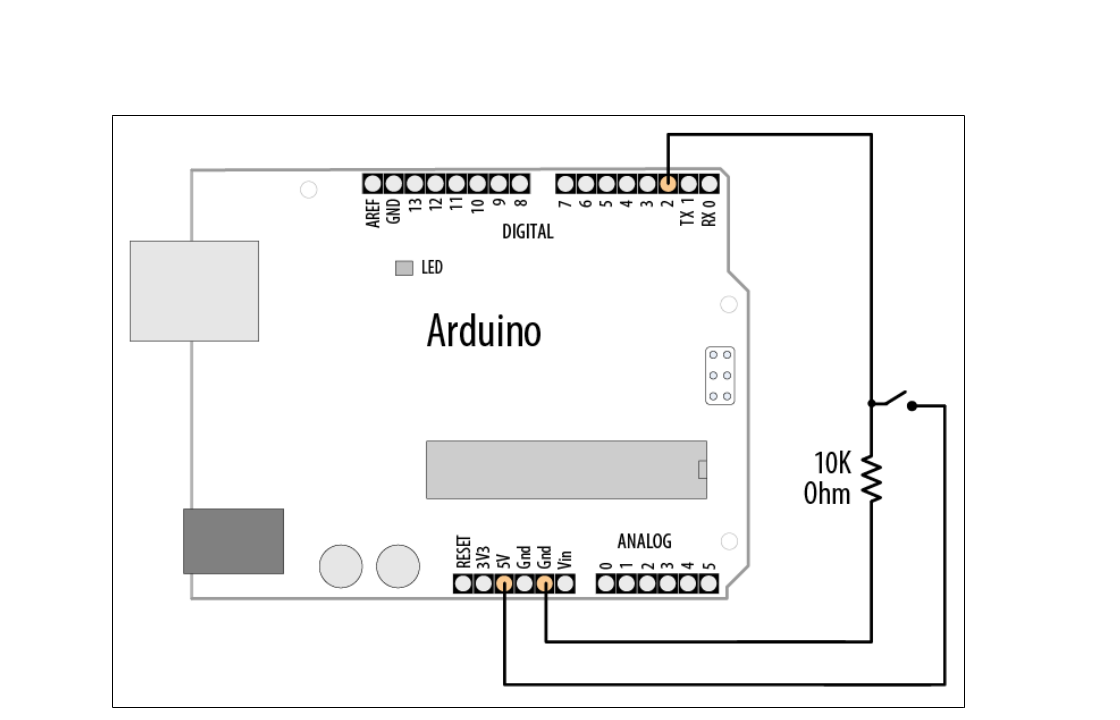 AREF
GND
13
12
11
10
9
8
7
6
5
4
3
2
TX 1
RX 0
DIGITAL
LED
Arduino
10K
Ohm
RESET
3V3
5V
Gnd
Gnd
Vin
ANALOG
0
1
2
3
4
5